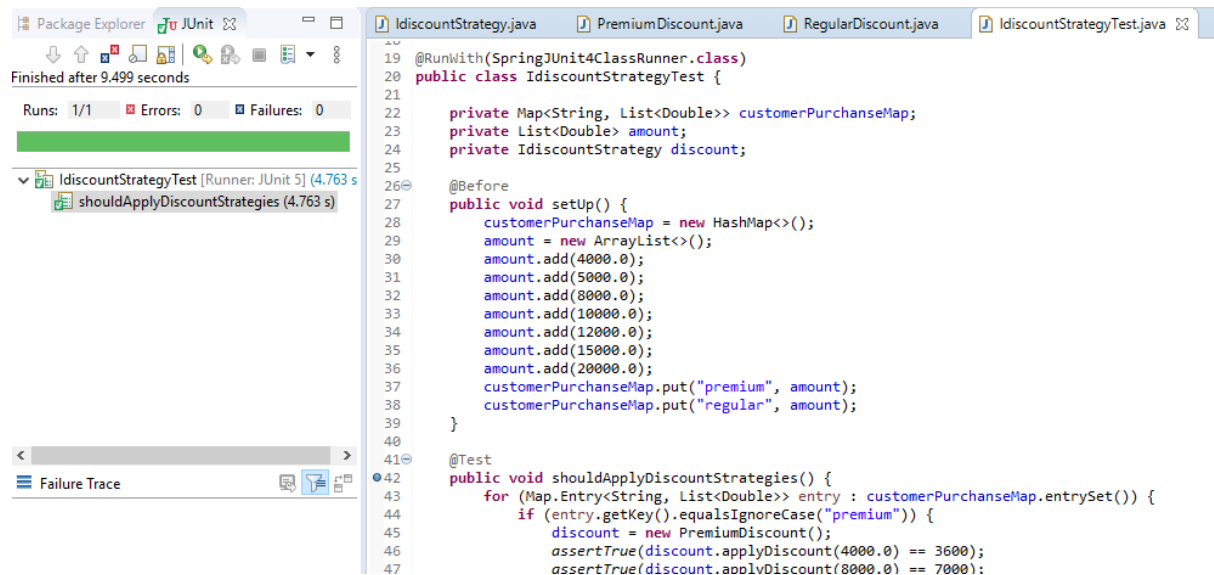 Package Explorer JUnit
Finished after 9.499 seconds
Runs: 1/1 Errors: 0 Failures: 0
IdiscountStrategyTest [Runner: JUnit 5] (4.763 s
shouldApplyDiscountStrategies (4.763 s)
Failure Trace
IdiscountStrategy.java PremiumDiscount.java RegularDiscount.java IdiscountStrategyTest.java
18
19 @RunWith(SpringJUnit4ClassRunner.class)
20 public class IdiscountStrategyTest {
21
22 private Map<String, List<Double>> customerPurchanseMap;
23 private List<Double> amount;
24 private IdiscountStrategy discount;
25
26 @Before
27 public void setUp() {
28 customerPurchanseMap = new HashMap<>();
29 amount = new ArrayList<>();
30 amount.add(4000.0);
31 amount.add(5000.0);
32 amount.add(8000.0);
33 amount.add(10000.0);
34 amount.add(12000.0);
35 amount.add(15000.0);
36 amount.add(20000.0);
37 customerPurchanseMap.put("premium", amount);
38 customerPurchanseMap.put("regular", amount);
39 }
40
41 @Test
42 public void shouldApplyDiscountStrategies() {
43 for (Map.Entry<String, List<Double>> entry : customerPurchanseMap.entrySet()) {
44 if (entry.getKey().equalsIgnoreCase("premium")) {
45 discount = new PremiumDiscount();
46 assertTrue(discount.applyDiscount(4000.0) == 3600);
47 assertTrue(discount.applyDiscount(8000.0) == 7000);